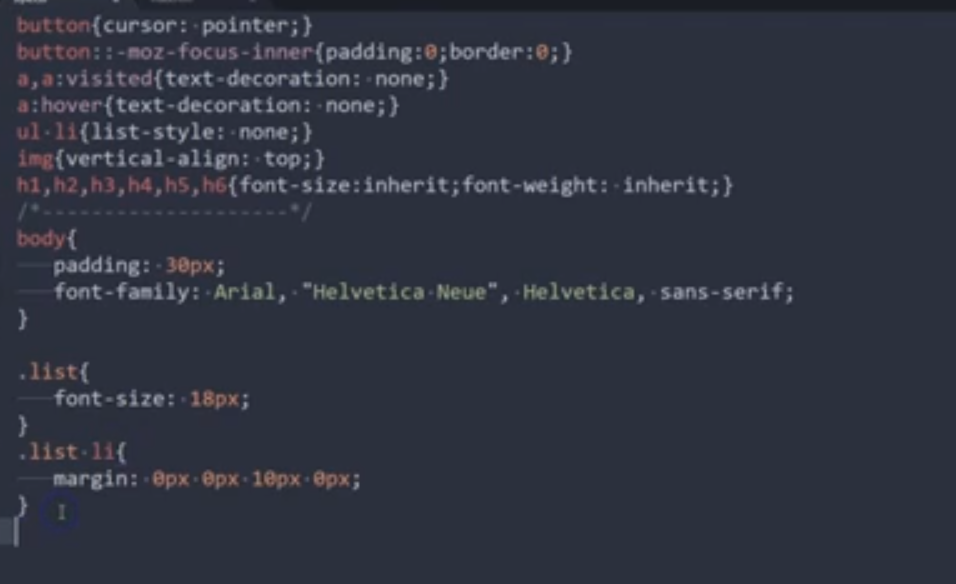 button{cursor: pointer;}
button::-moz-focus-inner{padding:0;border:0;}
a,a:visited{text-decoration: none;}
a:hover{text-decoration: none;}
ul li{list-style: none;}
img{vertical-align: top;}
h1,h2,h3,h4,h5,h6{font-size:inherit;font-weight: inherit;}
/*--------------------*/
body{
    padding: 30px;
    font-family: Arial, "Helvetica Neue", Helvetica, sans-serif;
}

.list{
    font-size: 18px;
}
.list li{
    margin: 0px 0px 10px 0px;
}